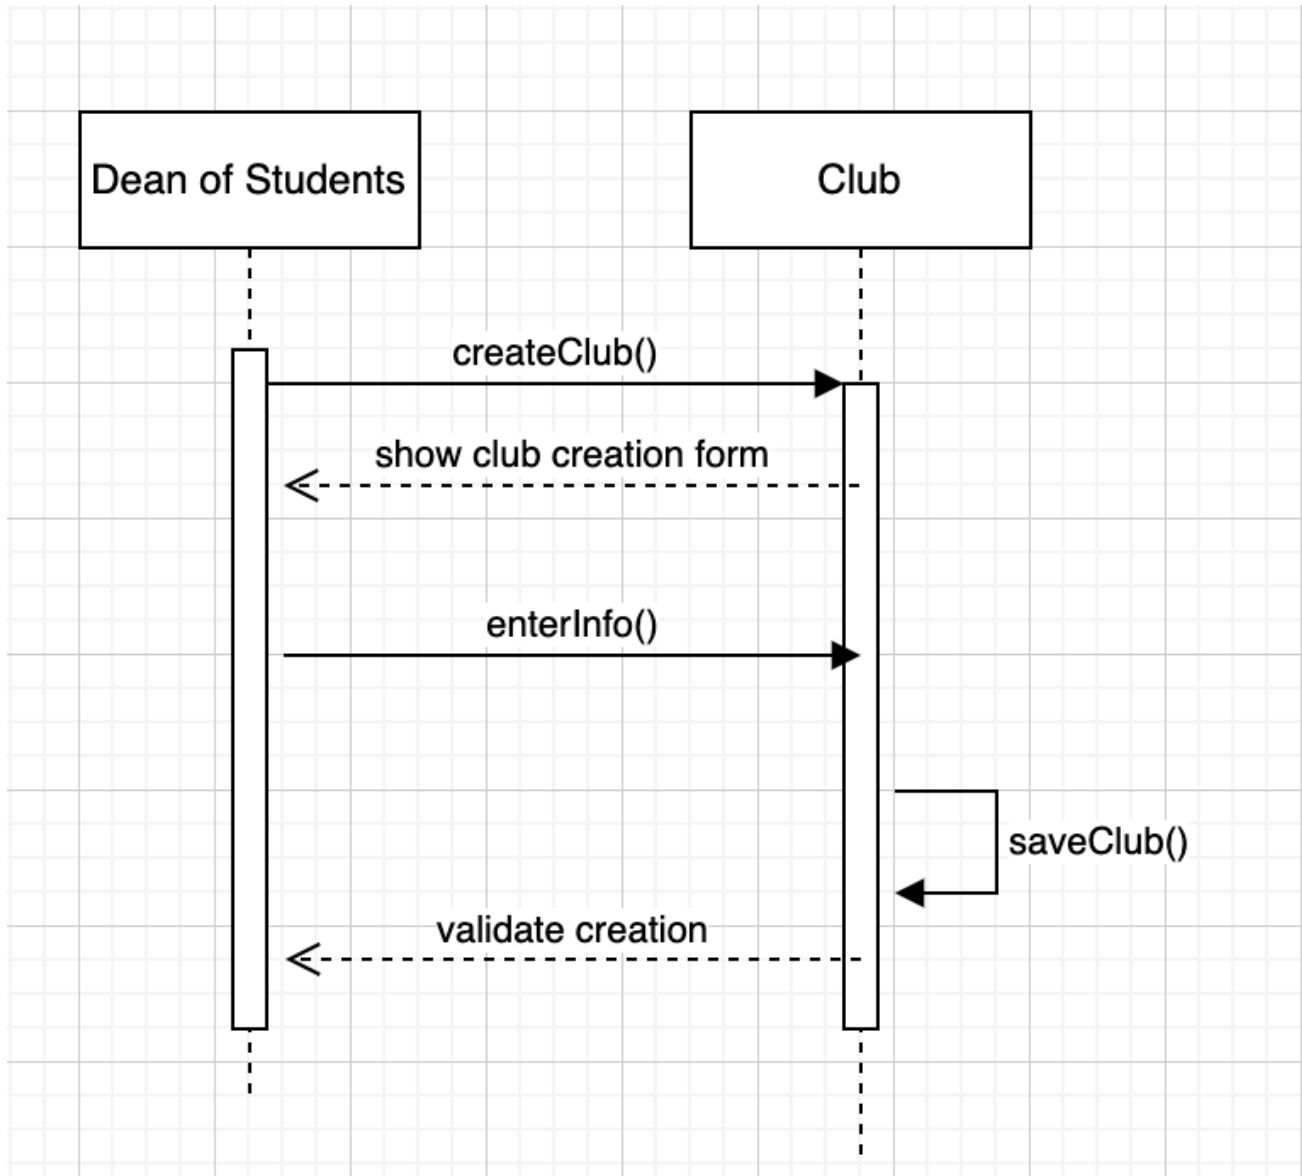 Dean of Students
Club
createClub()
show club creation form
enterInfo()
saveClub()
validate creation